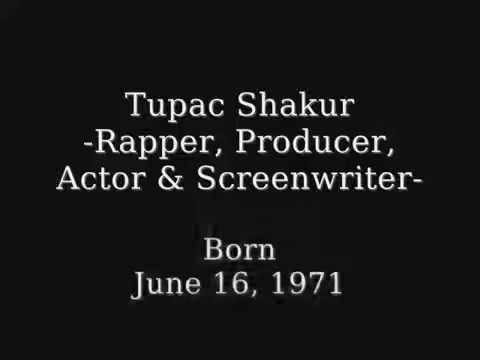 Tupac Shakur
-Rapper, Producer,
Actor & Screenwriter-
Born
June 16, 1971